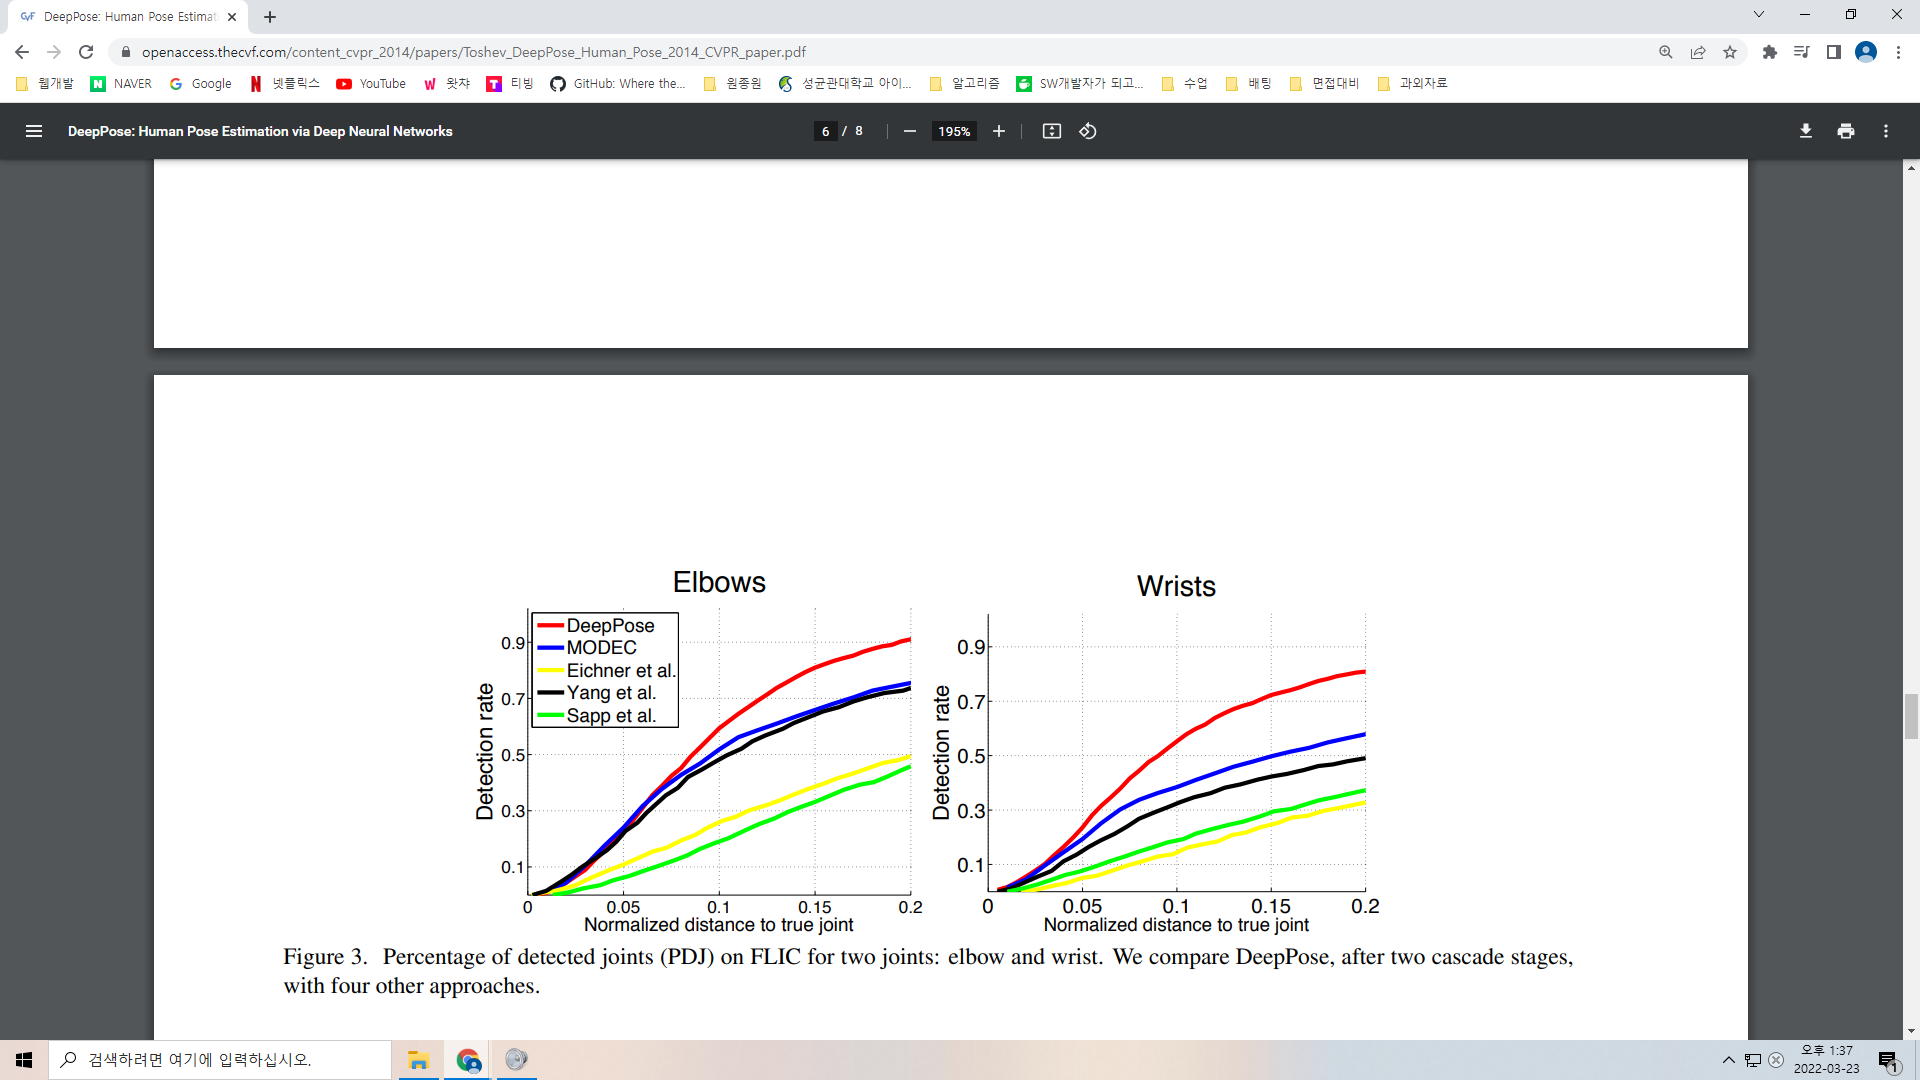 DeepPose: Human Pose Estimat
openaccess.thecvf.com/content_cvpr_2014/papers/Toshev_DeepPose_Human_Pose_2014_CVPR_paper.pdf
웹개발 NAVER Google 넷플릭스 YouTube 왓챠 티빙 GitHub: Where the... 원종원 성균관대학교 아이... 알고리즘 SW개발자가 되고... 수업 배팅 면접대비 과외자료
DeepPose: Human Pose Estimation via Deep Neural Networks 6 / 8 195%
Elbows
DeepPose
MODEC
Eichner et al.
Yang et al.
Sapp et al.
Detection rate
0.9
0.7
0.5
0.3
0.1
0 0.05 0.1 0.15 0.2
Normalized distance to true joint
Wrists
Detection rate
0.9
0.7
0.5
0.3
0.1
0 0.05 0.1 0.15 0.2
Normalized distance to true joint
Figure 3. Percentage of detected joints (PDJ) on FLIC for two joints: elbow and wrist. We compare DeepPose, after two cascade stages,
with four other approaches.
검색하려면 여기에 입력하십시오.
오후 1:37
2022-03-23
1